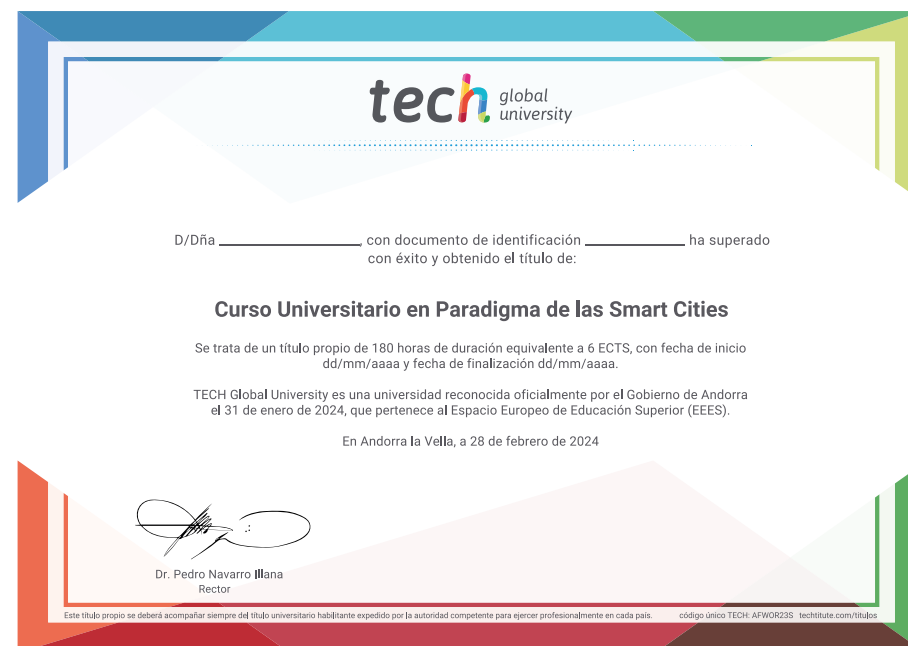 tech global university
D/Dña ____________________, con documento de identificación ______________ ha superado
con éxito y obtenido el título de:
Curso Universitario en Paradigma de las Smart Cities
Se trata de un título propio de 180 horas de duración equivalente a 6 ECTS, con fecha de inicio
dd/mm/aaaa y fecha de finalización dd/mm/aaaa.
TECH Global University es una universidad reconocida oficialmente por el Gobierno de Andorra
el 31 de enero de 2024, que pertenece al Espacio Europeo de Educación Superior (EEES).
En Andorra la Vella, a 28 de febrero de 2024
Dr. Pedro Navarro Illana
Rector
Este título propio se deberá acompañar siempre del título universitario habilitante expedido por la autoridad competente para ejercer profesionalmente en cada país. código único TECH: AFWOR23S techtitute.com/titulos